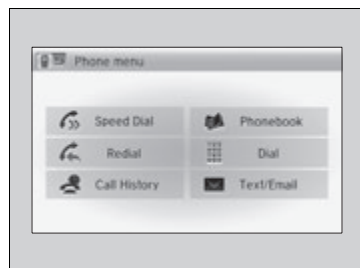 Phone menu
Speed Dial
Phonebook
Redial
Dial
Call History
Text/Email